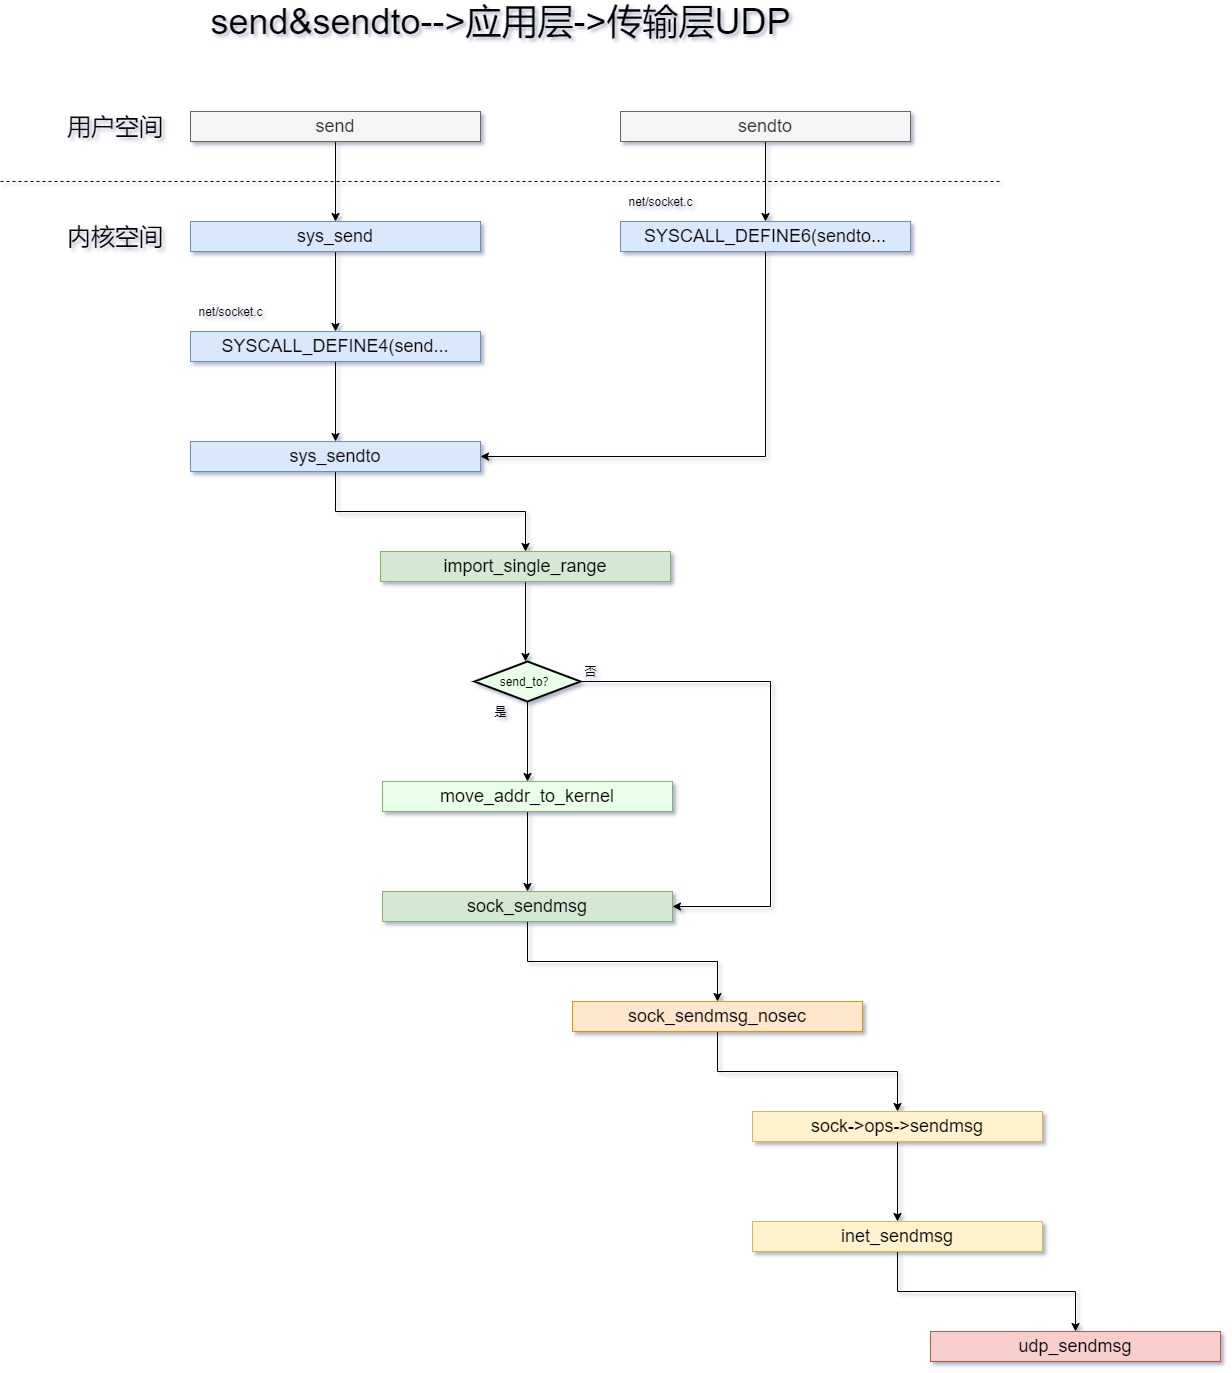 send&sendto-->应用层->传输层UDP
用户空间
send
sendto
net/socket.c
内核空间
sys_send
SYSCALL_DEFINE6(sendto...
net/socket.c
SYSCALL_DEFINE4(send...
sys_sendto
import_single_range
send_to?
否
是
move_addr_to_kernel
sock_sendmsg
sock_sendmsg_nosec
sock->ops->sendmsg
inet_sendmsg
udp_sendmsg